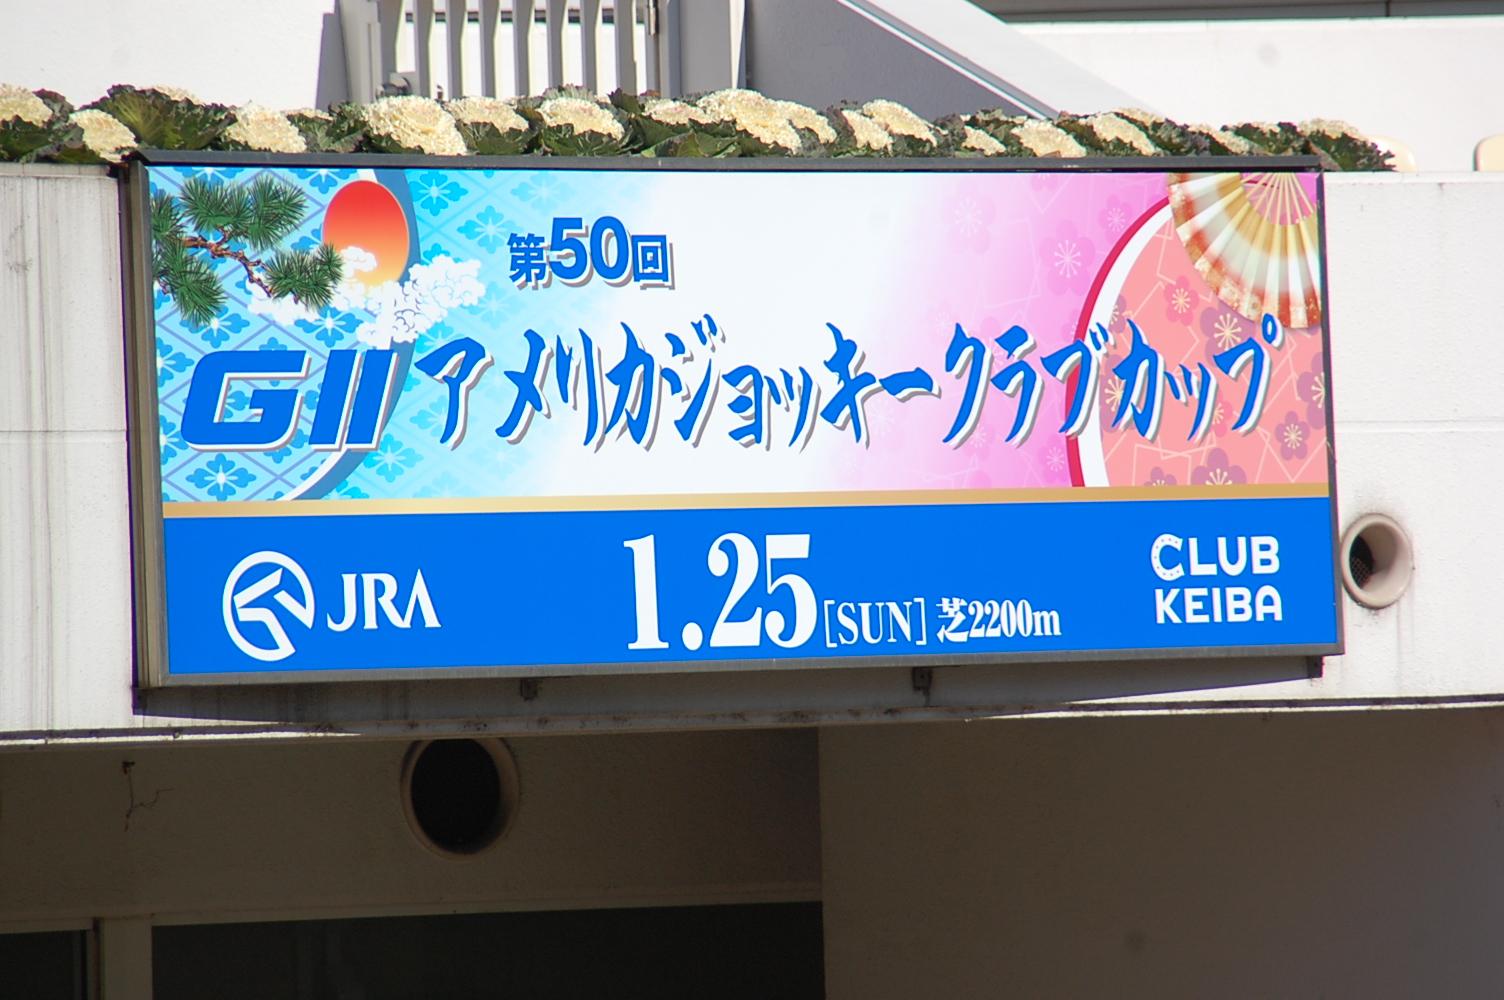 第50回
GII アメリカジョッキークラブカップ
JRA
1.25[SUN] 芝2200m
CLUB
KEIBA